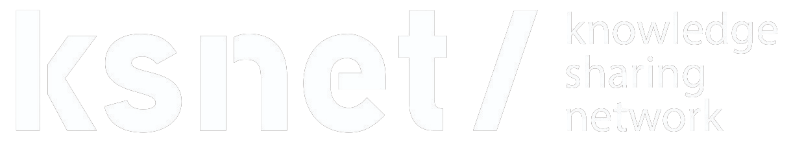 ksnet/
knowledge
sharing
network